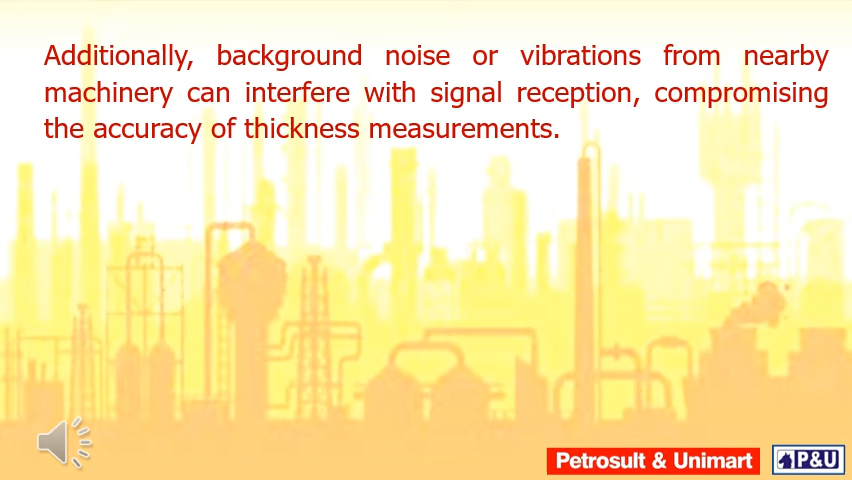 Additionally, background noise or vibrations from nearby
machinery can interfere with signal reception, compromising
the accuracy of thickness measurements.
Petrosult & Unimart
P&U